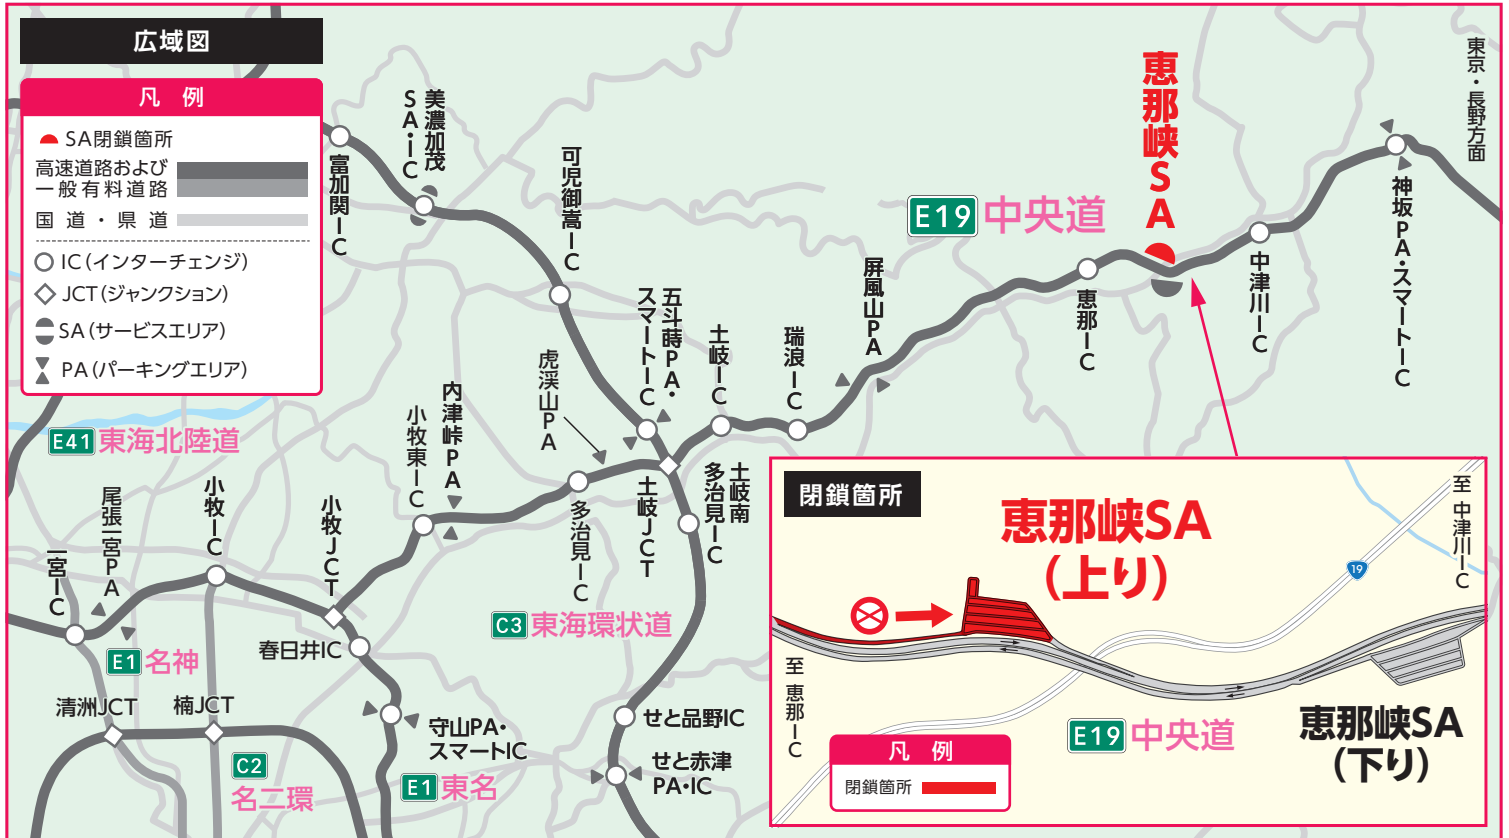 広域図
凡 例
SA閉鎖箇所
高速道路および
一般有料道路
国道・県道
IC(インターチェンジ)
JCT(ジャンクション)
SA(サービスエリア)
PA(パーキングエリア)
富加関IC
美濃加茂
SA・IC
可児御嵩IC
五斗蒔PA・
スマートIC
土岐IC
瑞浪IC
屏風山PA
E19 中央道
恵那IC
恵那峡SA
中津川IC
神坂PA・スマートIC
東京・長野方面
虎渓山PA
内津峠PA
小牧東IC
多治見IC
土岐JCT
土岐南
多治見IC
E41 東海北陸道
尾張一宮PA
一宮IC
小牧IC
小牧JCT
C3 東海環状道
春日井IC
E1 名神
清洲JCT
楠JCT
守山PA・
スマートIC
C2
名二環
E1 東名
せと品野IC
せと赤津
PA・IC
閉鎖箇所
恵那峡SA
(上り)
至 中津川IC
19
至 恵那IC
E19 中央道
恵那峡SA
(下り)
凡 例
閉鎖箇所